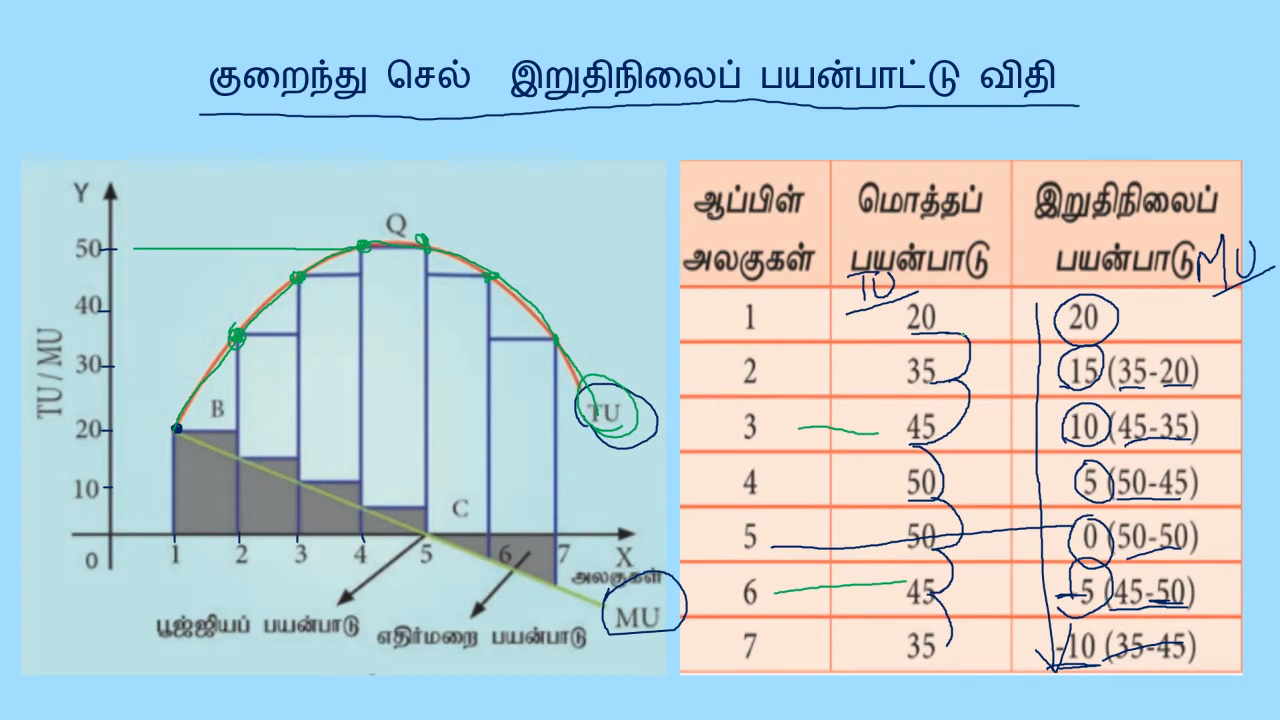 குறைந்து செல் இறுதிநிலைப் பயன்பாட்டு விதி
Y
50
40
30
20
10
0
TU / MU
Q
B
C
TU
1 2 3 4 5 6 7 X
அலகுகள்
MU
பூஜ்ஜியப் பயன்பாடு
எதிர்மறை பயன்பாடு
ஆப்பிள் அலகுகள்
மொத்தப் பயன்பாடு TU
இறுதிநிலைப் பயன்பாடு MU
1 20 20
2 35 15 (35-20)
3 45 10 (45-35)
4 50 5 (50-45)
5 50 0 (50-50)
6 45 -5 (45-50)
7 35 -10 (35-45)